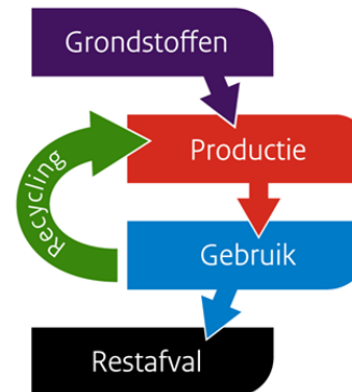 Grondstoffen
Productie
Recycling
Gebruik
Restafval